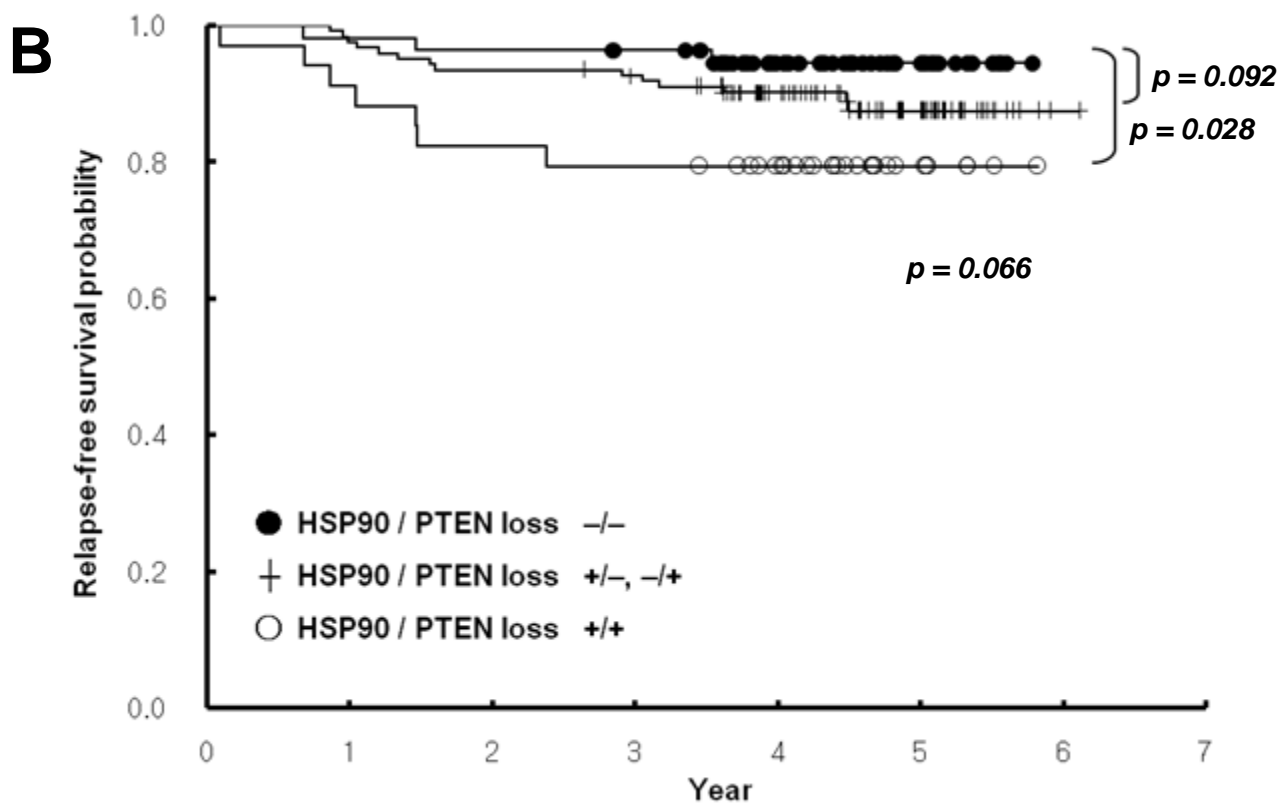 B
1.0
0.8
0.6
0.4
0.2
0.0
Relapse-free survival probability
p = 0.092
p = 0.028
p = 0.066
HSP90 / PTEN loss –/–
HSP90 / PTEN loss +/–, –/+
HSP90 / PTEN loss +/+
0 1 2 3 4 5 6 7
Year